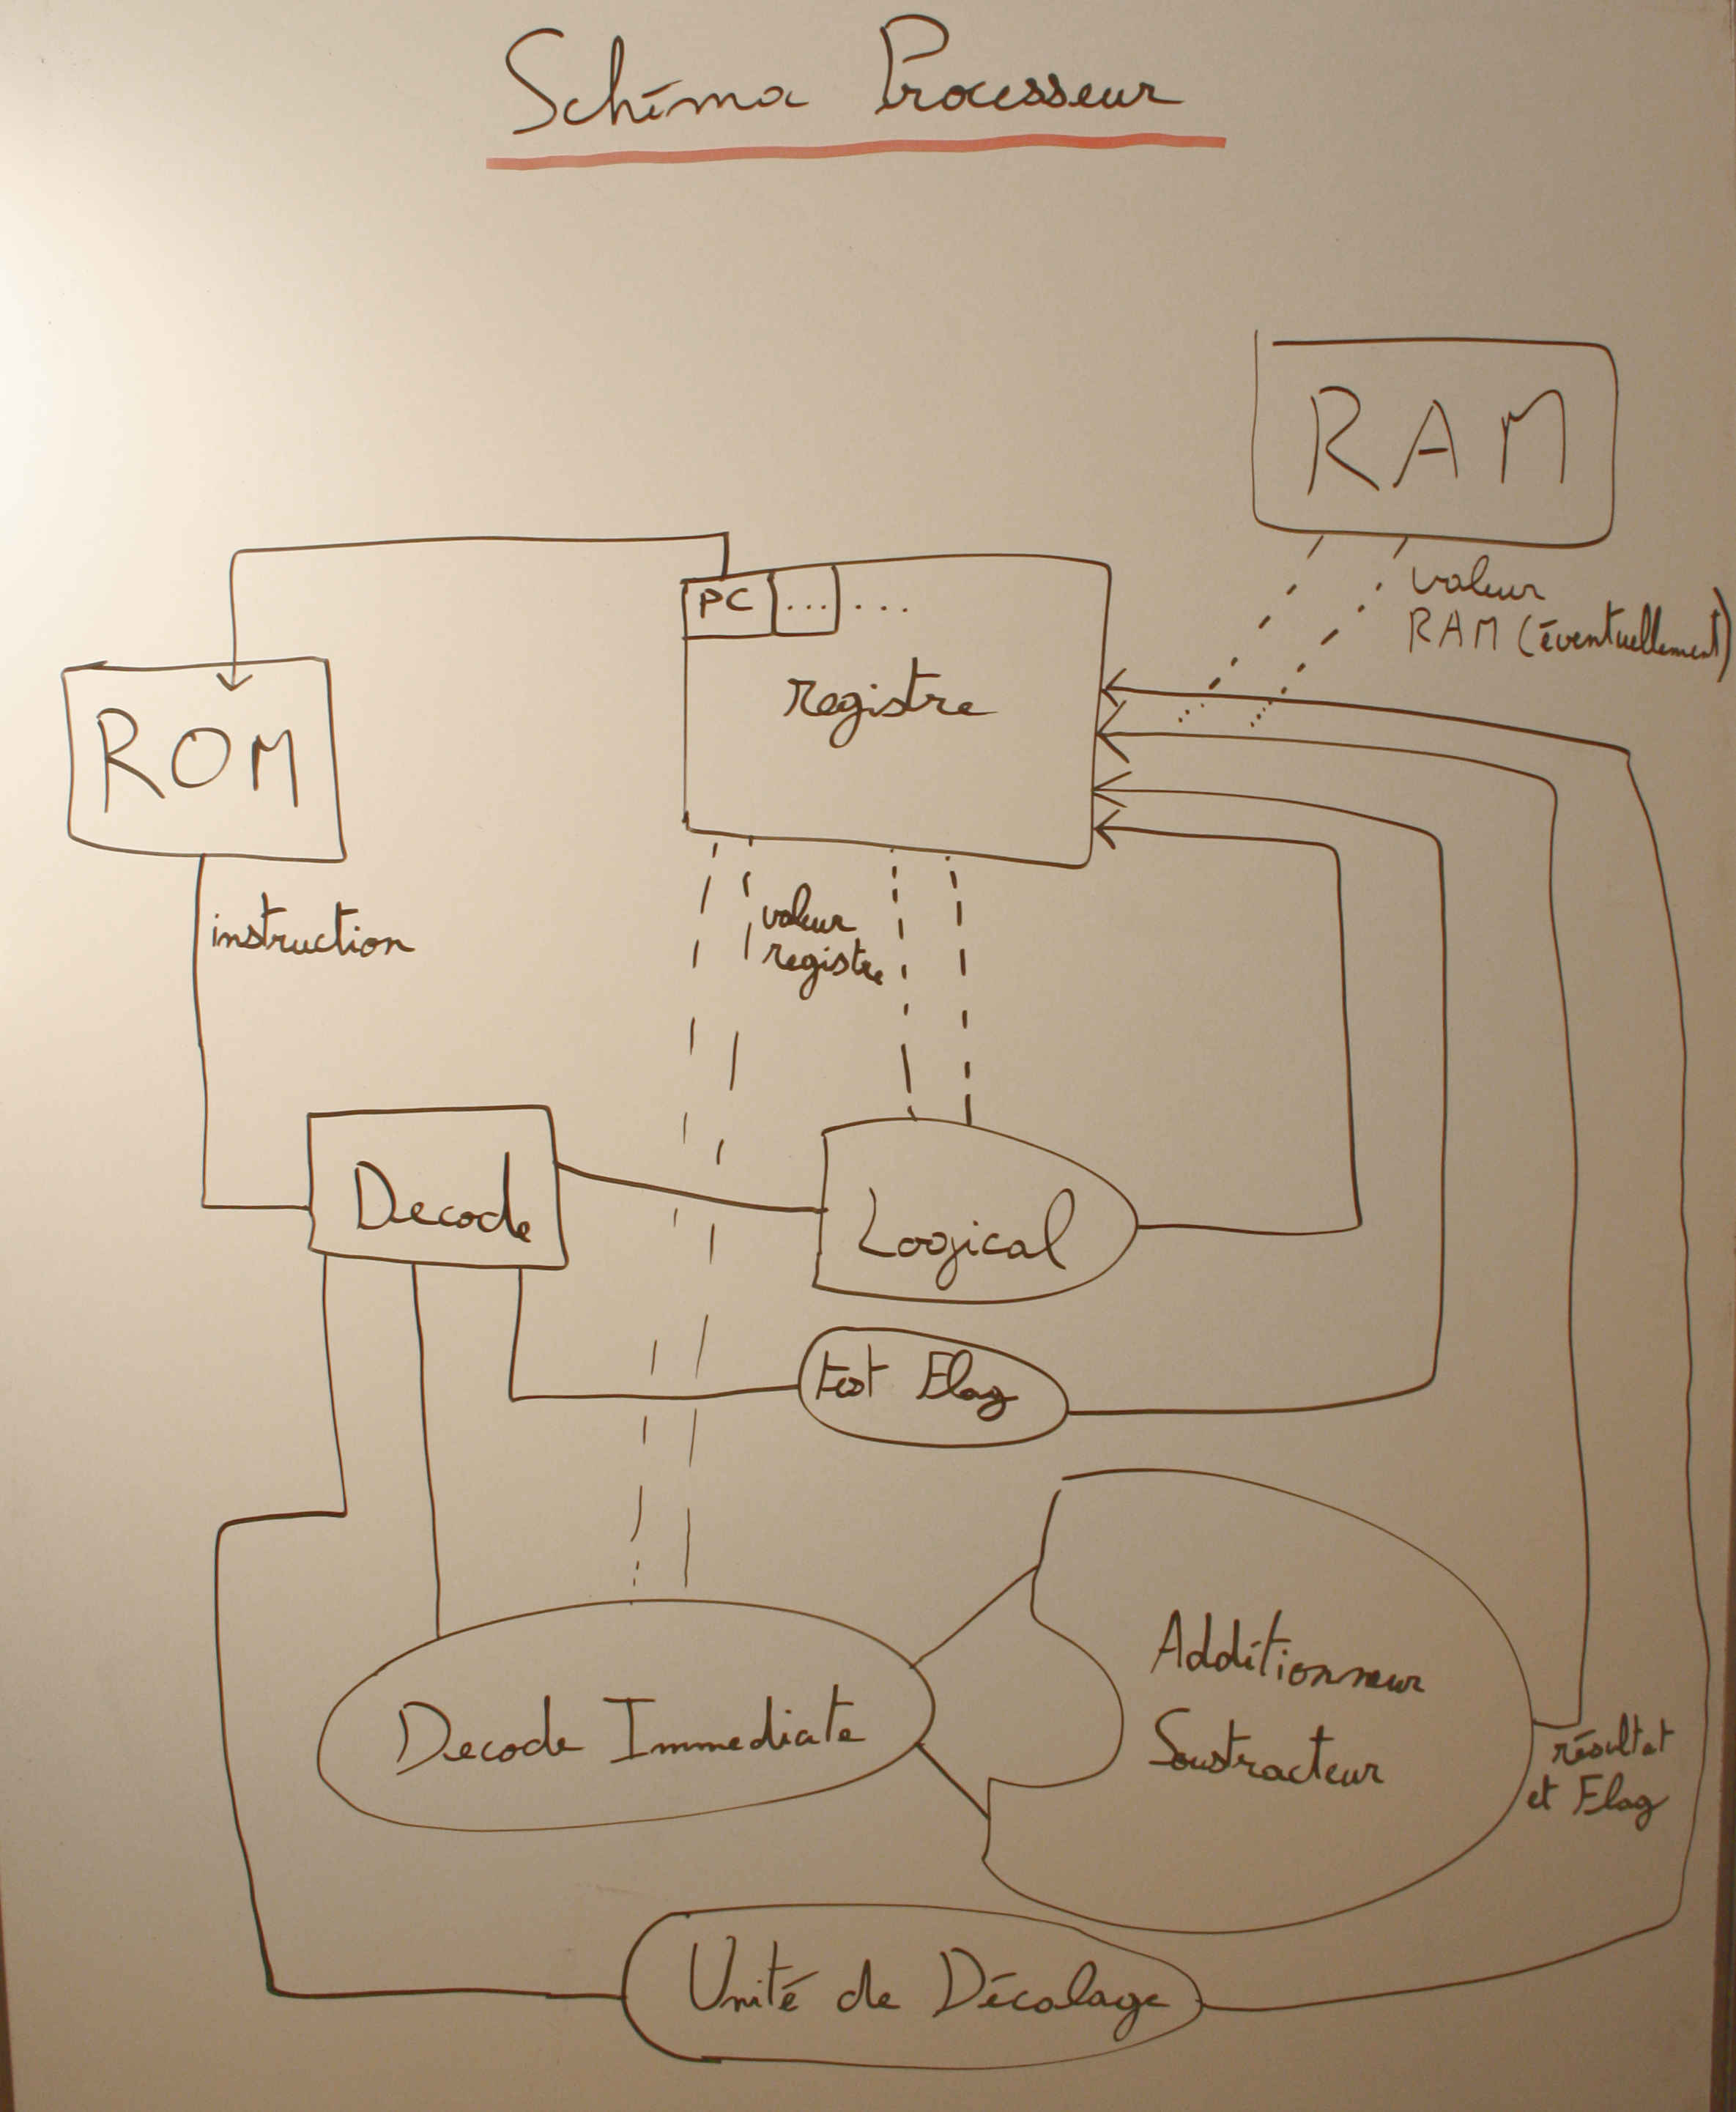 Schéma Processeur
RAM
valeur
RAM (éventuellement)
PC ... ...
registre
ROM
instruction
valeur
registre
Decode
Logical
test Flag
Additionneur
Soustracteur
Decode Immediate
résultat
et Flag
Unité de Décalage